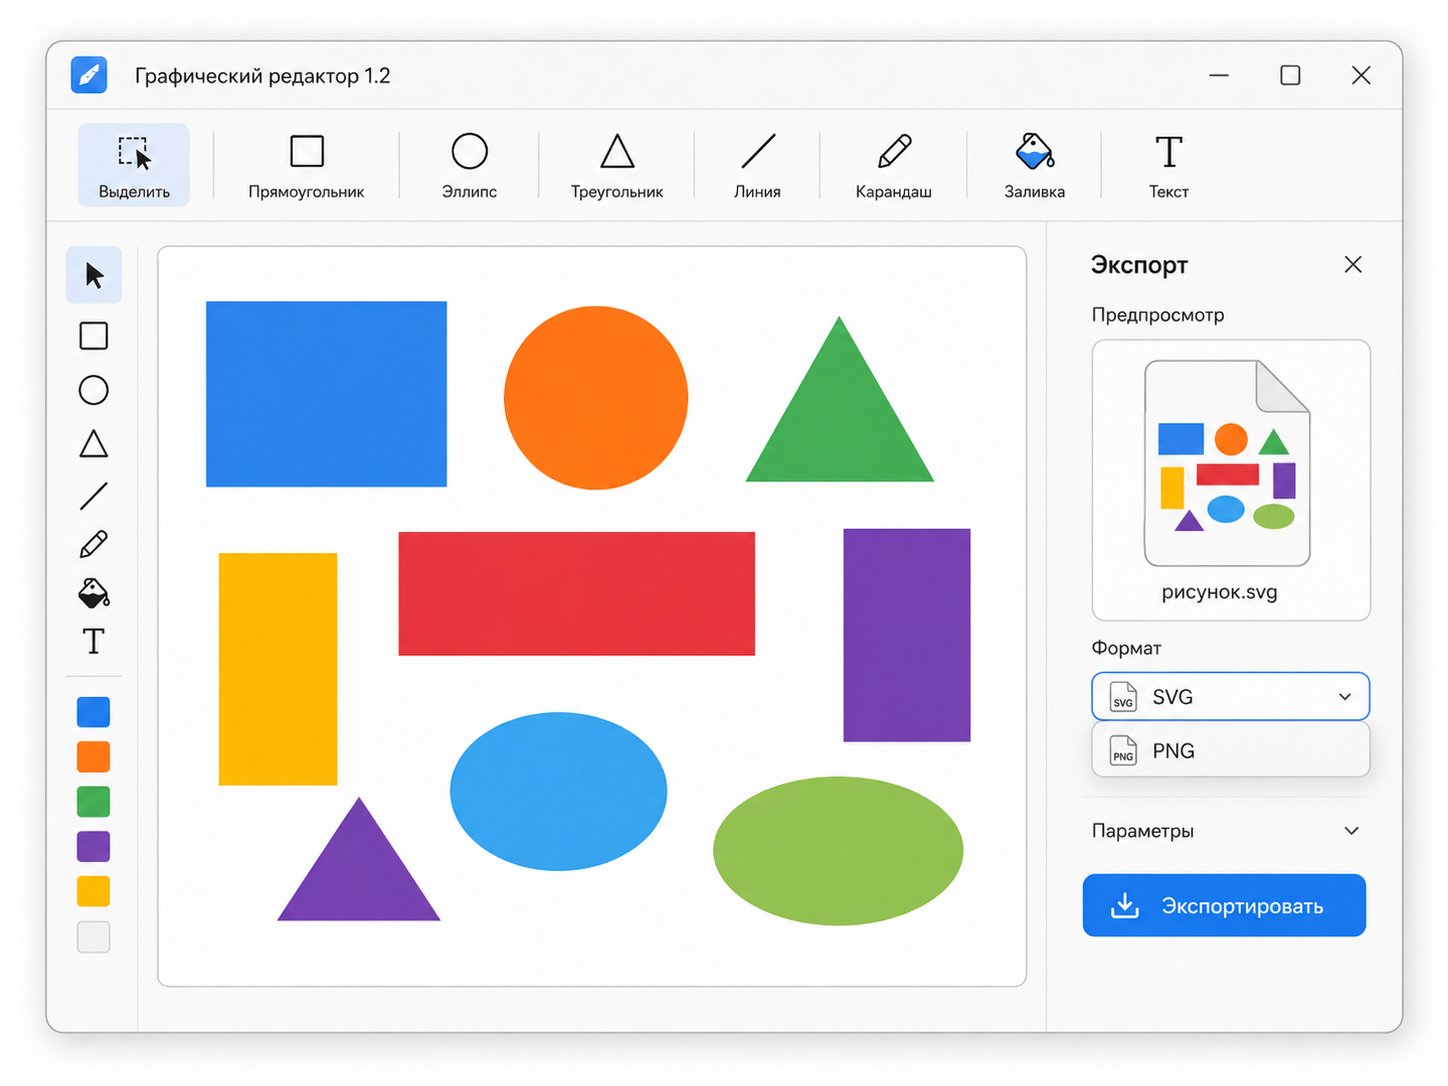 Графический редактор 1.2
Выделить
Прямоугольник
Эллипс
Треугольник
Линия
Карандаш
Заливка
Текст
T
Экспорт
Предпросмотр
рисунок.svg
Формат
SVG SVG
PNG PNG
Параметры
Экспортировать